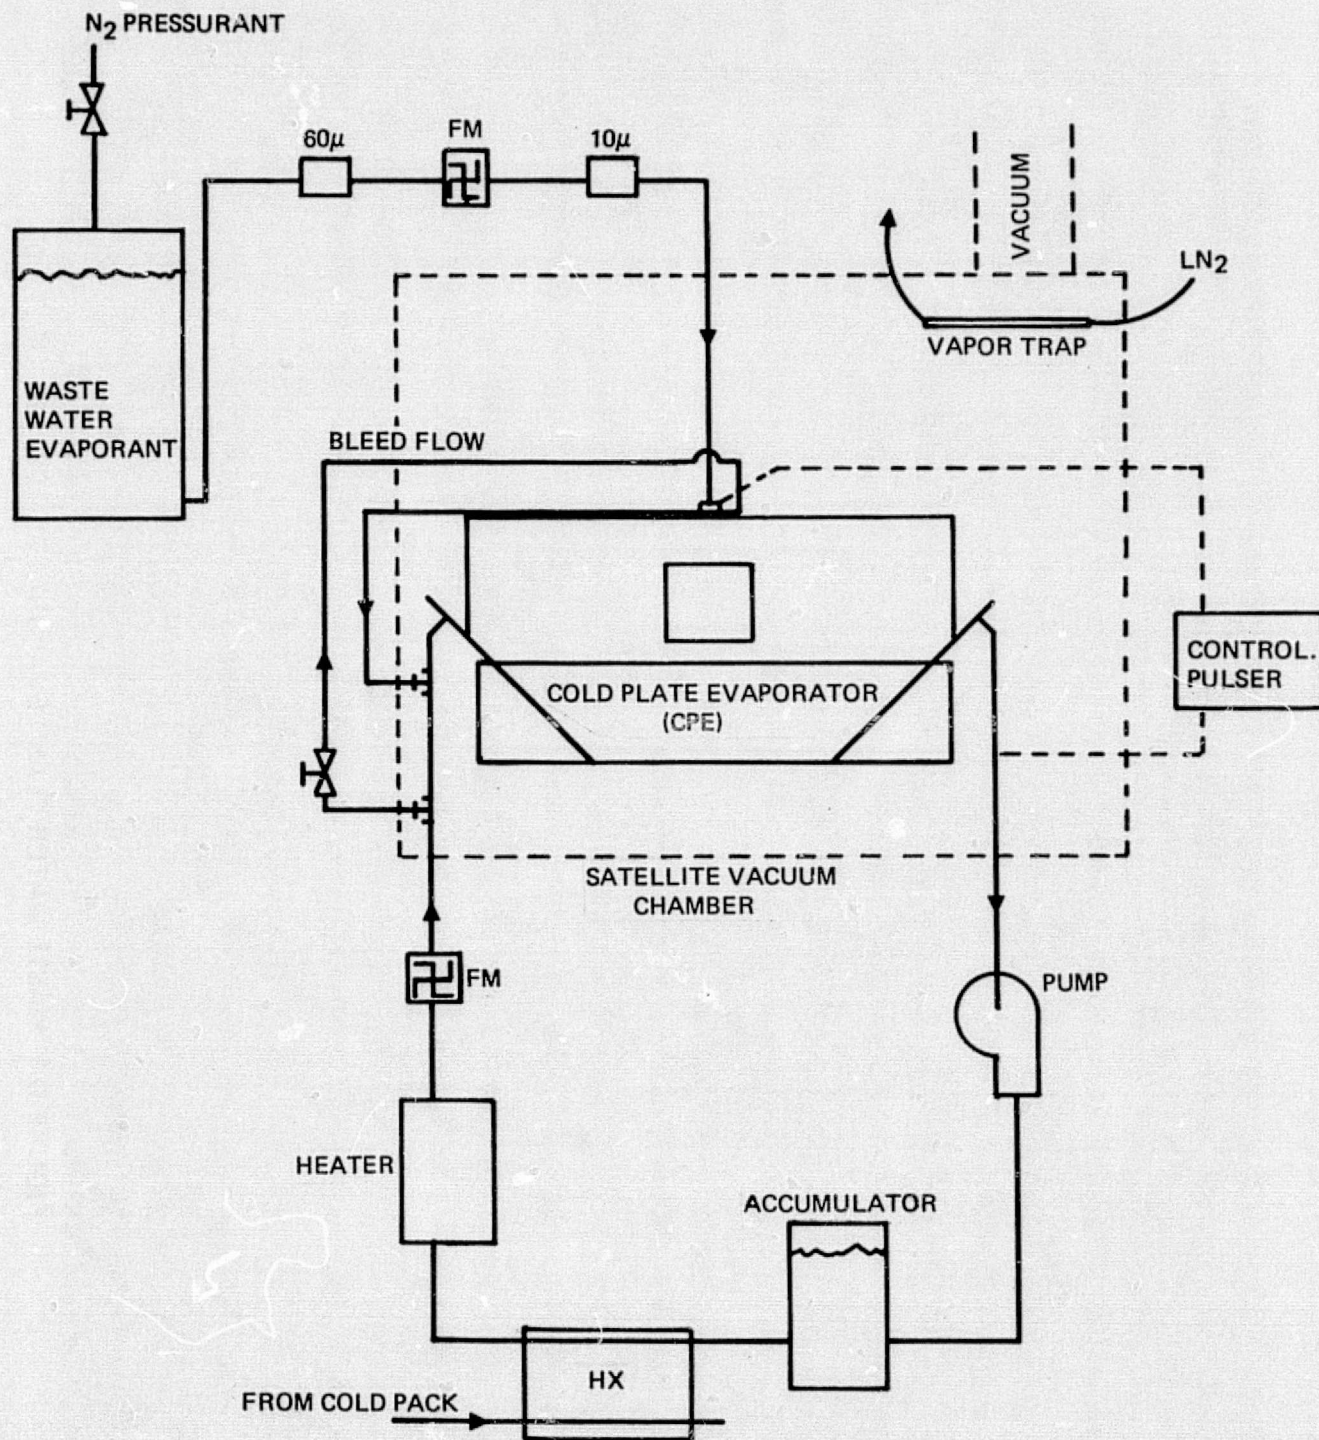 N2 PRESSURANT
60μ
FM
10μ
VACUUM
LN2
VAPOR TRAP
WASTE
WATER
EVAPORANT
BLEED FLOW
CONTROL.
PULSER
COLD PLATE EVAPORATOR
(CPE)
SATELLITE VACUUM
CHAMBER
FM
PUMP
HEATER
ACCUMULATOR
HX
FROM COLD PACK